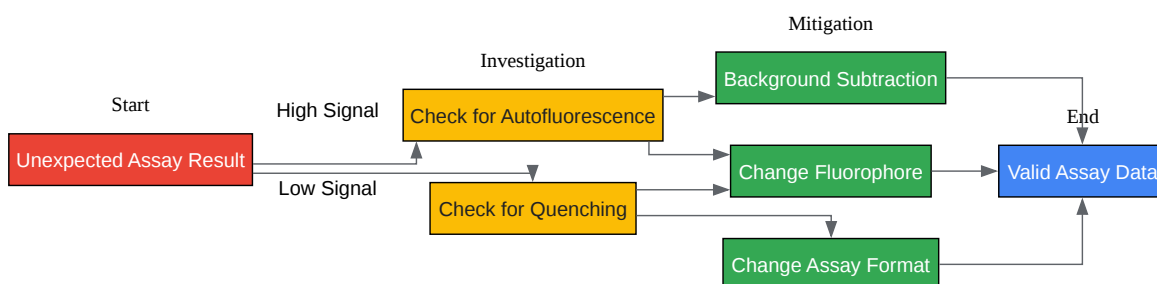 Mitigation
Investigation
Background Subtraction
Start
High Signal
Check for Autofluorescence
End
Unexpected Assay Result
Change Fluorophore
Valid Assay Data
Low Signal
Check for Quenching
Change Assay Format